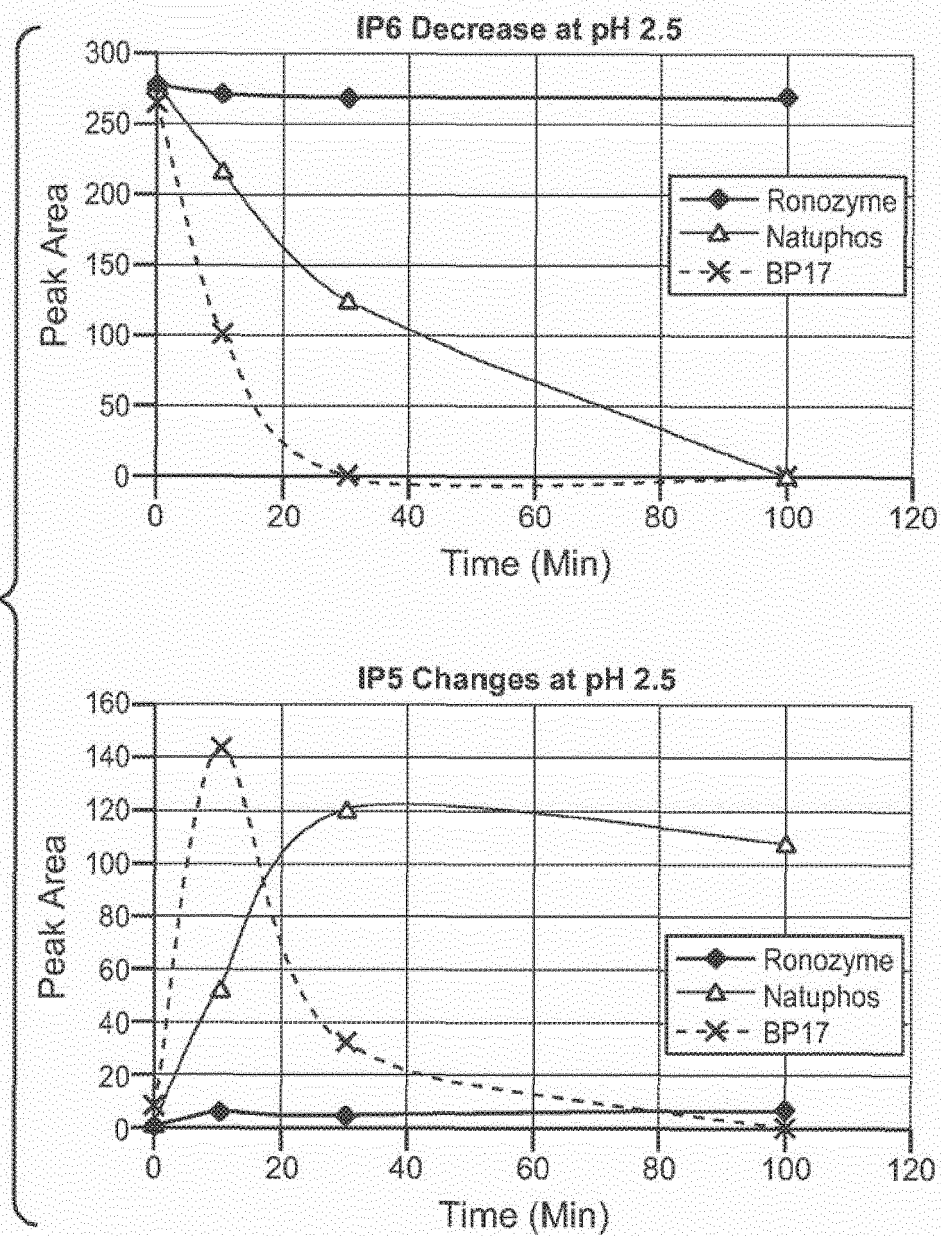 IP6 Decrease at pH 2.5
300
250
200
150
100
50
0
Peak Area
0 20 40 60 80 100 120
Time (Min)
Ronozyme
Natuphos
BP17
IP5 Changes at pH 2.5
160
140
120
100
80
60
40
20
0
Peak Area
0 20 40 60 80 100 120
Time (Min)
Ronozyme
Natuphos
BP17